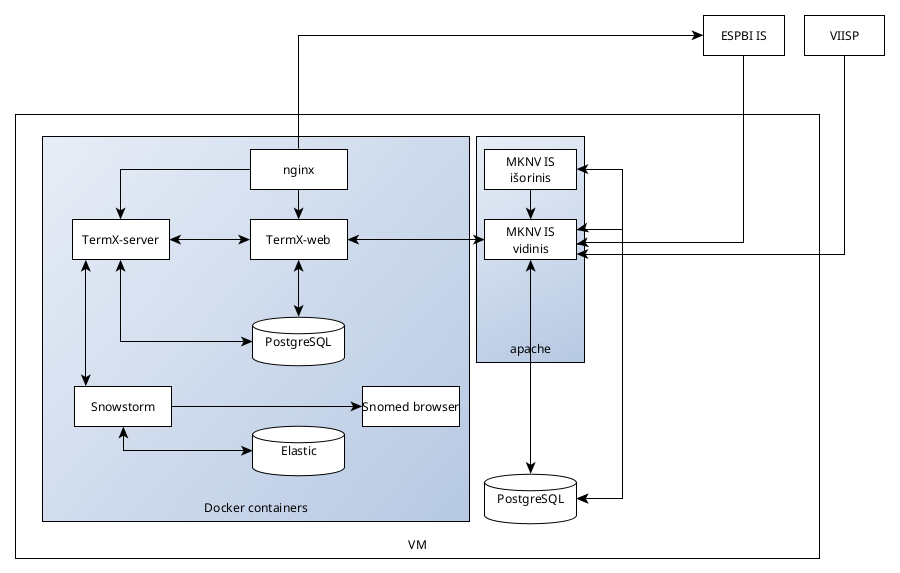 ESPBI IS
VIISP
nginx
MKNV IS
išorinis
TermX-server
TermX-web
MKNV IS
vidinis
PostgreSQL
apache
Snowstorm
Snomed browser
Elastic
PostgreSQL
Docker containers
VM